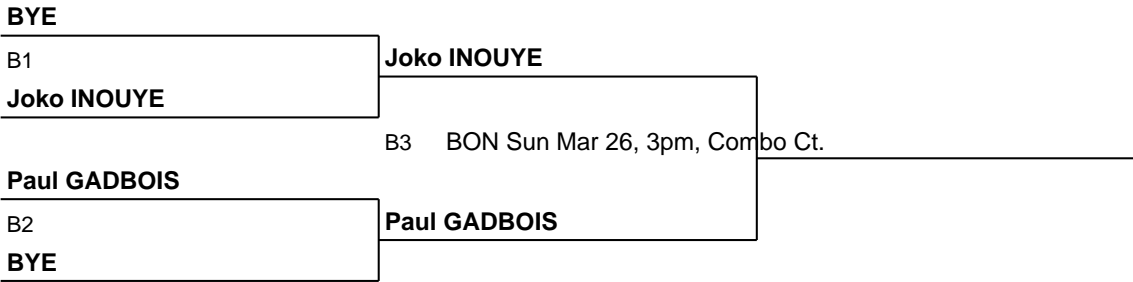 BYE
B1
Joko INOUYE
Joko INOUYE
B3 BON Sun Mar 26, 3pm, Combo Ct.
Paul GADBOIS
B2
Paul GADBOIS
BYE